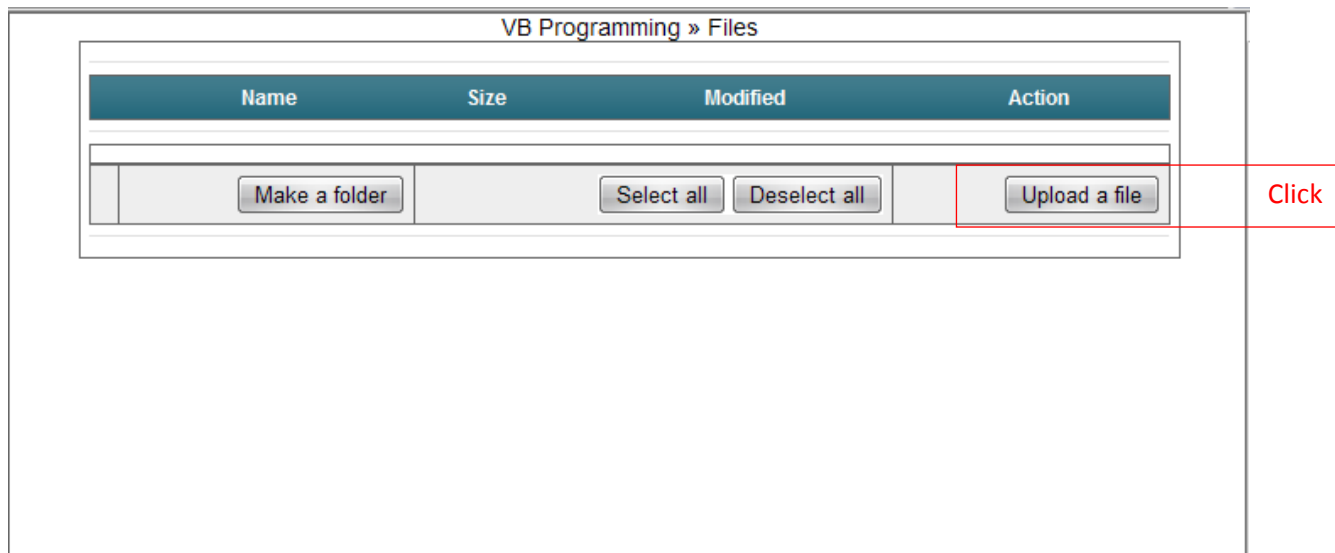 VB Programming » Files
Name Size Modified Action
Make a folder Select all Deselect all Upload a file Click